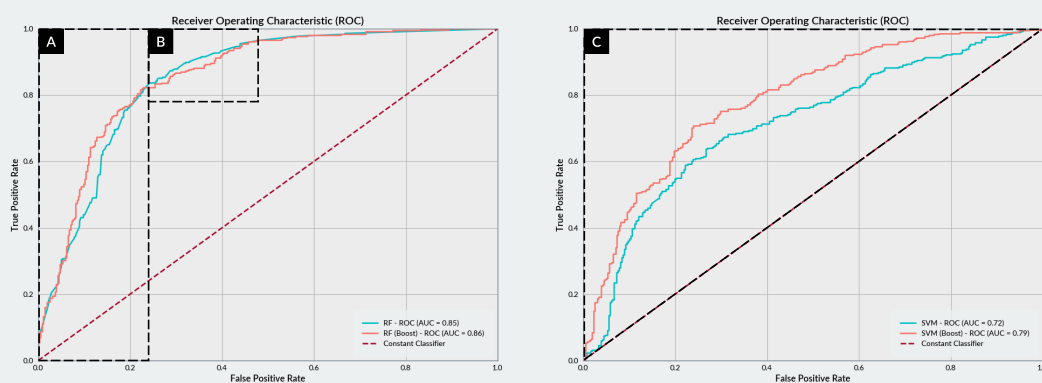 Receiver Operating Characteristic (ROC)
A
B
True Positive Rate
1.0
0.8
0.6
0.4
0.2
0.0
0.0
0.2
0.4
0.6
0.8
1.0
False Positive Rate
RF - ROC (AUC = 0.85)
RF (Boost) - ROC (AUC = 0.86)
Constant Classifier
Receiver Operating Characteristic (ROC)
C
True Positive Rate
1.0
0.8
0.6
0.4
0.2
0.0
0.0
0.2
0.4
0.6
0.8
False Positive Rate
SVM - ROC (AUC = 0.72)
SVM (Boost) - ROC (AUC = 0.79)
Constant Classifier